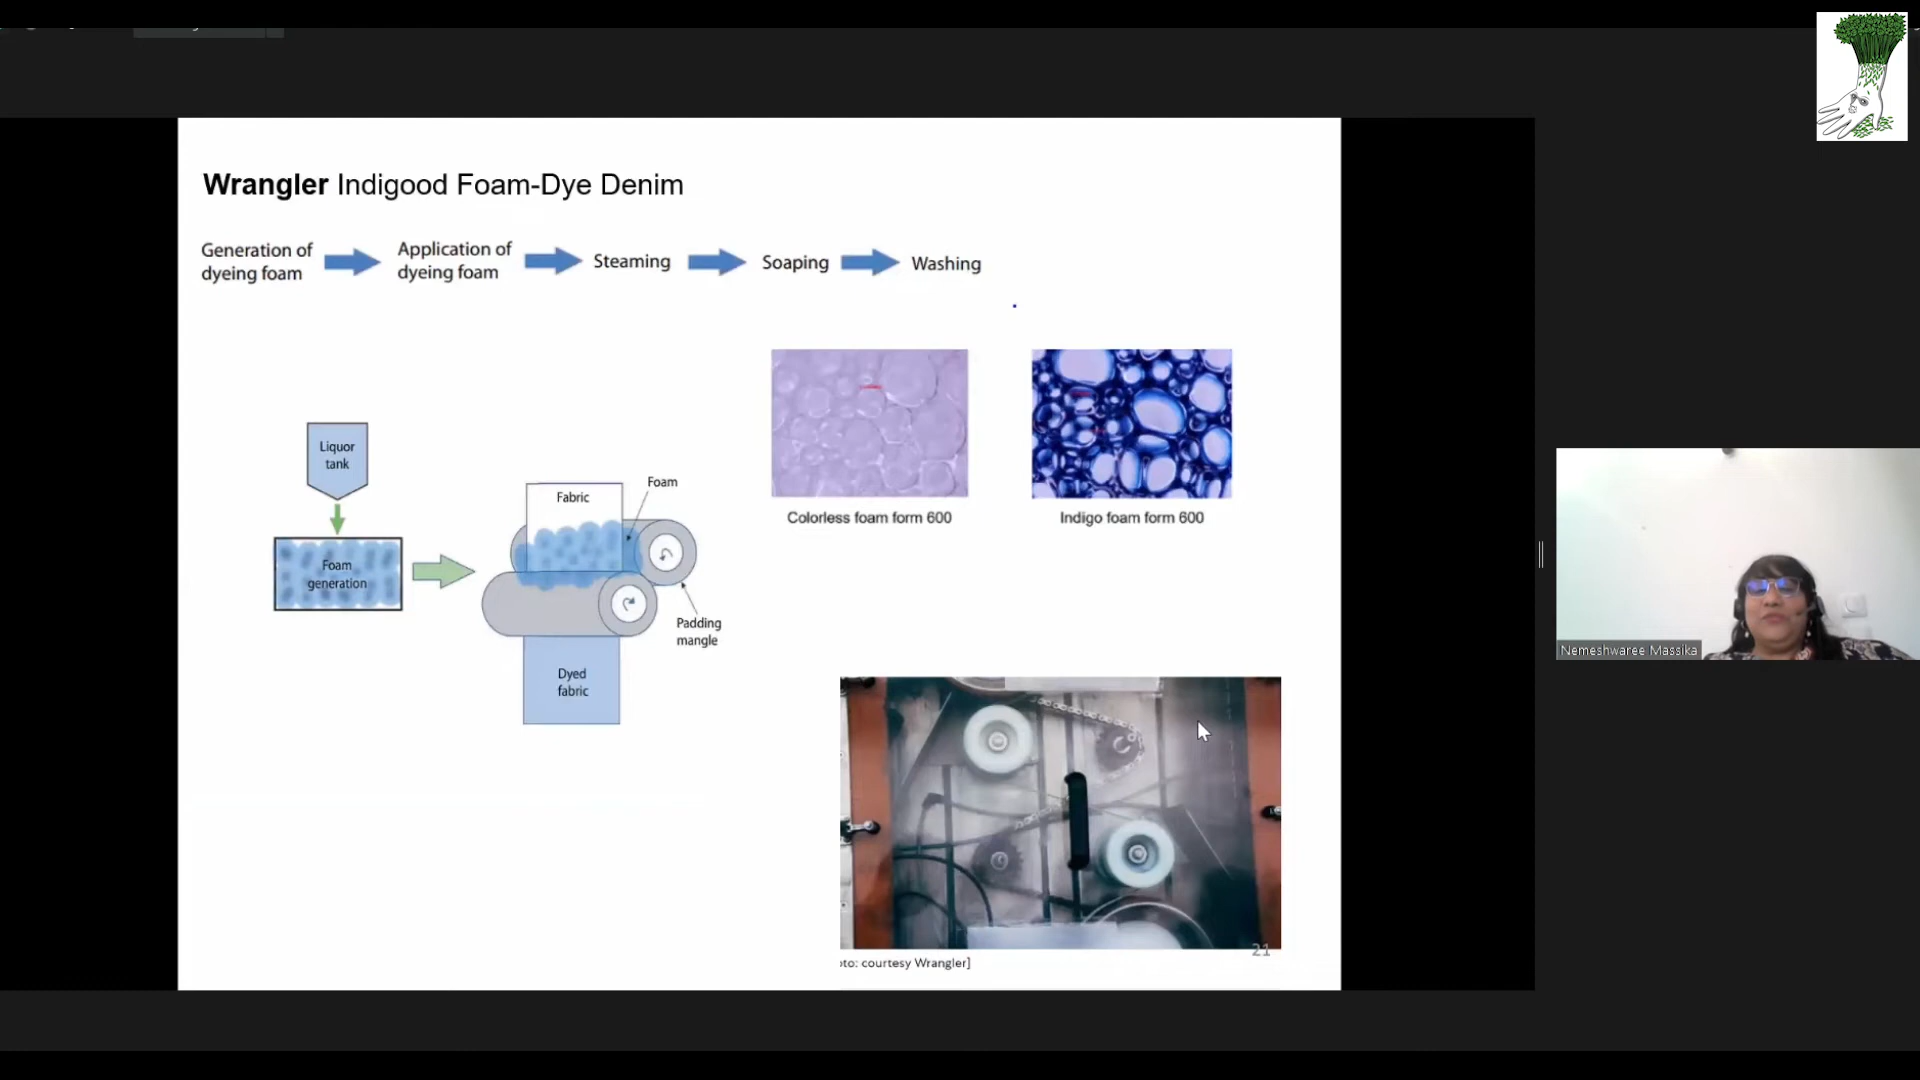 Wrangler Indigood Foam-Dye Denim
Generation of
dyeing foam
Application of
dyeing foam
Steaming
Soaping
Washing
Liquor
tank
Foam
generation
Fabric
Foam
Padding
mangle
Dyed
fabric
Colorless foam form 600
Indigo foam form 600
oto: courtesy Wrangler]
21
Nemeshwaree Massika